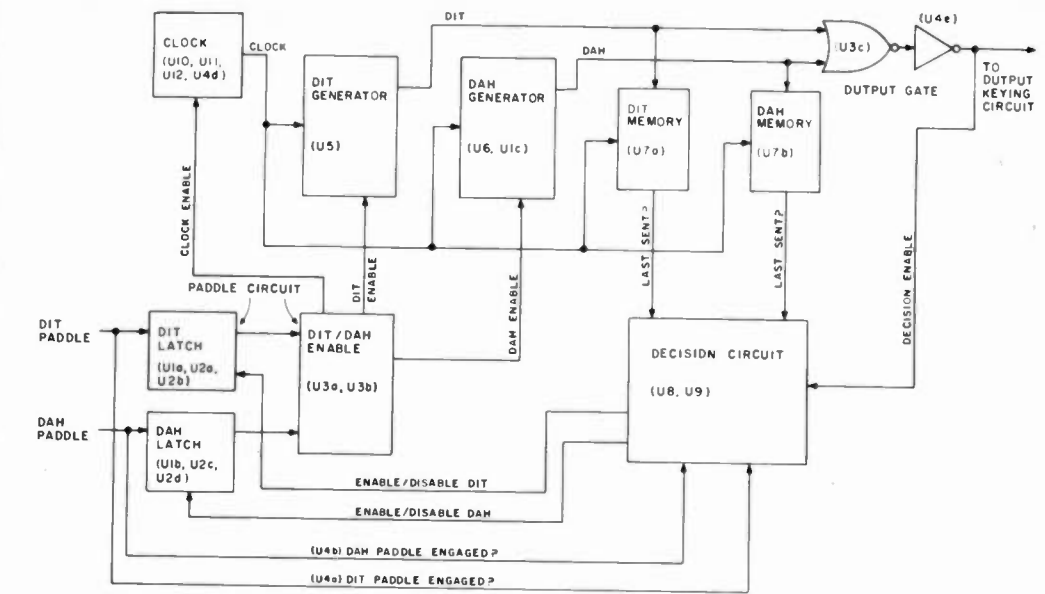 DIT
(U4e)
CLOCK
(U10, U11,
U12, U4d)
CLOCK
DAH
(U3c)
DIT
GENERATOR
(U5)
DAH
GENERATOR
(U6, U1c)
DIT
MEMORY
(U7a)
DAH
MEMORY
(U7b)
OUTPUT GATE
TO
OUTPUT
KEYING
CIRCUIT
CLOCK ENABLE
DIT
ENABLE
DAH ENABLE
LAST SENT?
LAST SENT?
DECISION ENABLE
PADDLE CIRCUIT
DIT
PADDLE
DIT
LATCH
(U1a, U2a,
U2b)
DIT/DAH
ENABLE
(U3a, U3b)
DECISION CIRCUIT
(U8, U9)
DAH
PADDLE
DAH
LATCH
(U1b, U2c,
U2d)
ENABLE/DISABLE DIT
ENABLE/DISABLE DAH
(U4b) DAH PADDLE ENGAGED?
(U4a) DIT PADDLE ENGAGED?